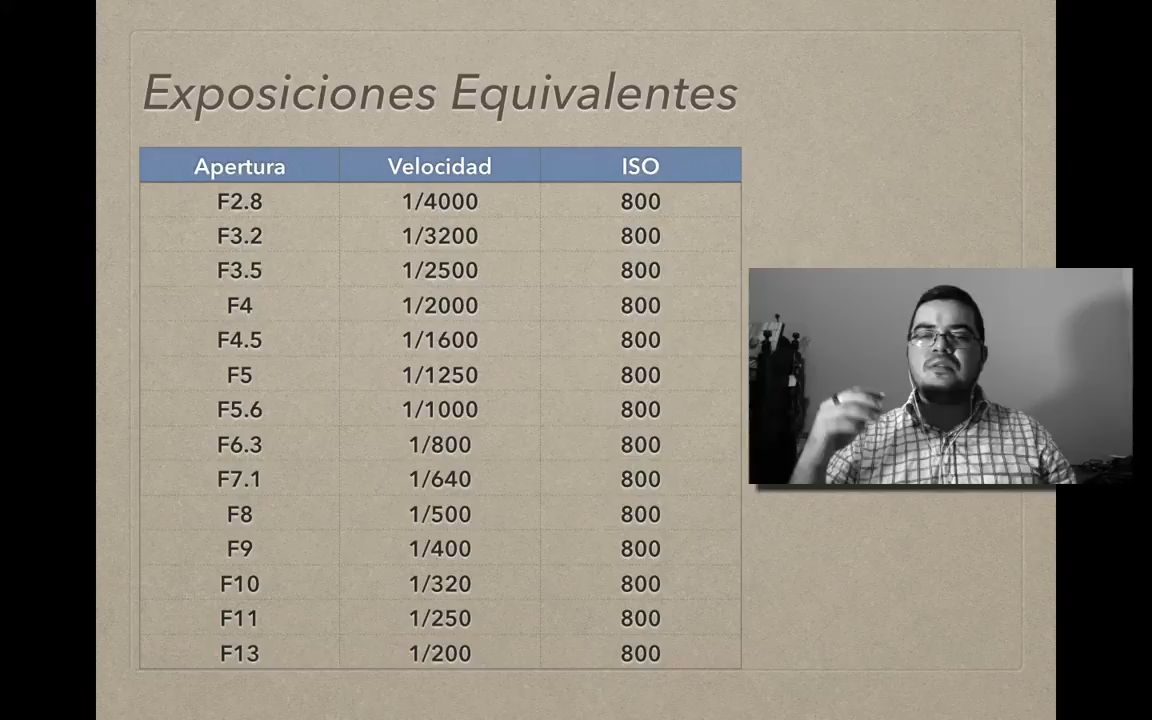 Exposiciones Equivalentes
Apertura Velocidad ISO
F2.8 1/4000 800
F3.2 1/3200 800
F3.5 1/2500 800
F4 1/2000 800
F4.5 1/1600 800
F5 1/1250 800
F5.6 1/1000 800
F6.3 1/800 800
F7.1 1/640 800
F8 1/500 800
F9 1/400 800
F10 1/320 800
F11 1/250 800
F13 1/200 800